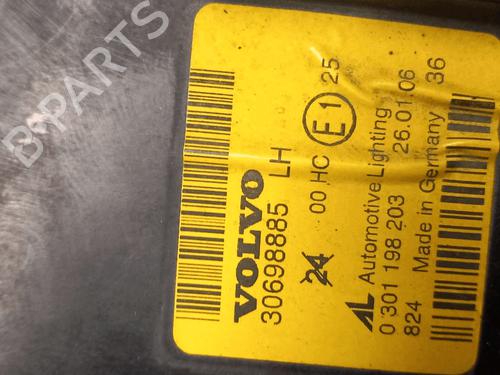 B-PARTS
VOLVO
30698885 LH
24 00 HC E1 25
AL Automotive Lighting
0 301 198 203 26.01.06
824 Made in Germany 36